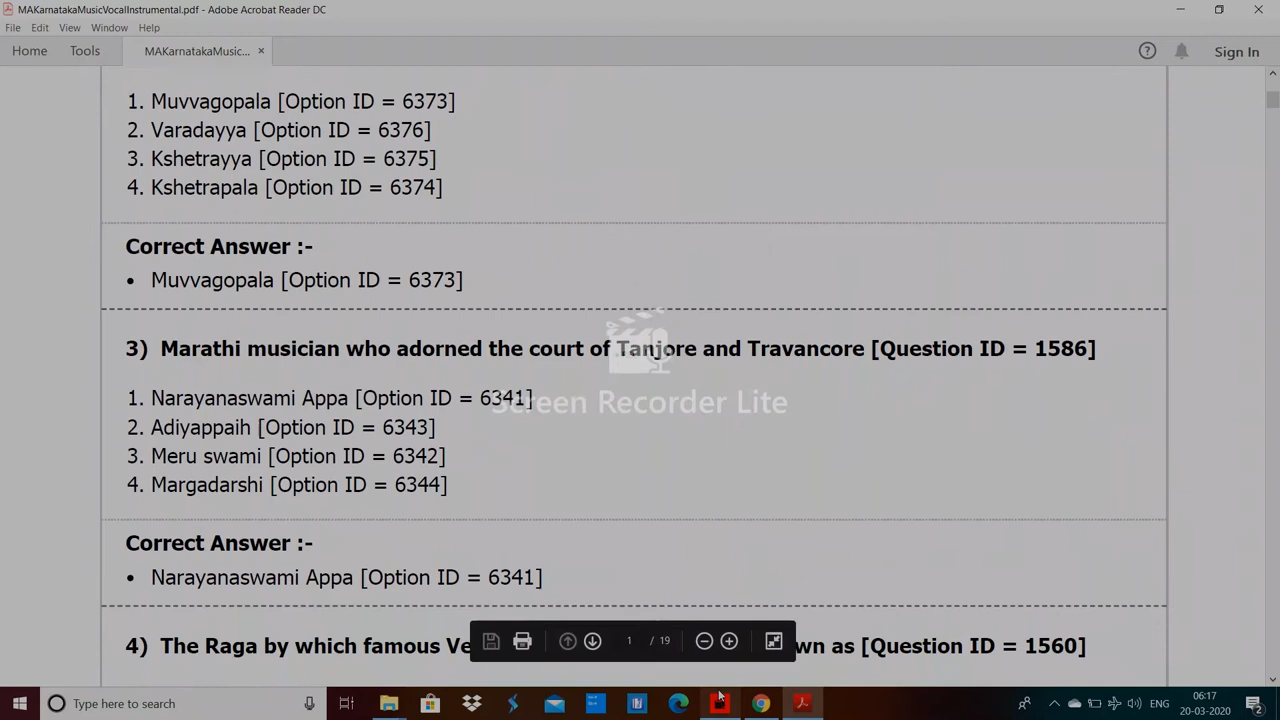 MAKarnatakaMusicVocalInstrumental.pdf - Adobe Acrobat Reader DC
File Edit View Window Help
Home Tools MAKarnatakaMusic... × Sign In
1. Muvvagopala [Option ID = 6373]
2. Varadayya [Option ID = 6376]
3. Kshetrayya [Option ID = 6375]
4. Kshetrapala [Option ID = 6374]
Correct Answer :-
• Muvvagopala [Option ID = 6373]
3) Marathi musician who adorned the court of Tanjore and Travancore [Question ID = 1586]
1. Narayanaswami Appa [Option ID = 6341]
Screen Recorder Lite
2. Adiyappaih [Option ID = 6343]
3. Meru swami [Option ID = 6342]
4. Margadarshi [Option ID = 6344]
Correct Answer :-
• Narayanaswami Appa [Option ID = 6341]
4) The Raga by which famous Ve wn as [Question ID = 1560]
1 / 19
Type here to search
ENG
06:17
20-03-2020
2